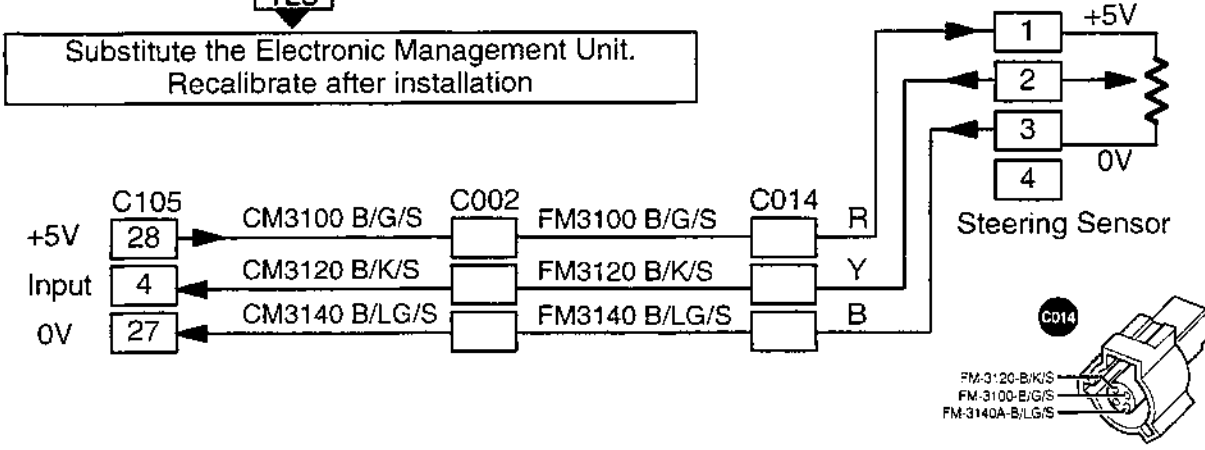 YES
Substitute the Electronic Management Unit.
Recalibrate after installation
1 +5V
2
3
0V
4
Steering Sensor
C105 C002 C014
+5V 28 CM3100 B/G/S FM3100 B/G/S R
Input 4 CM3120 B/K/S FM3120 B/K/S Y
0V 27 CM3140 B/LG/S FM3140 B/LG/S B
C014
FM-3120-B/K/S
FM-3100-B/G/S
FM-3140A-B/LG/S